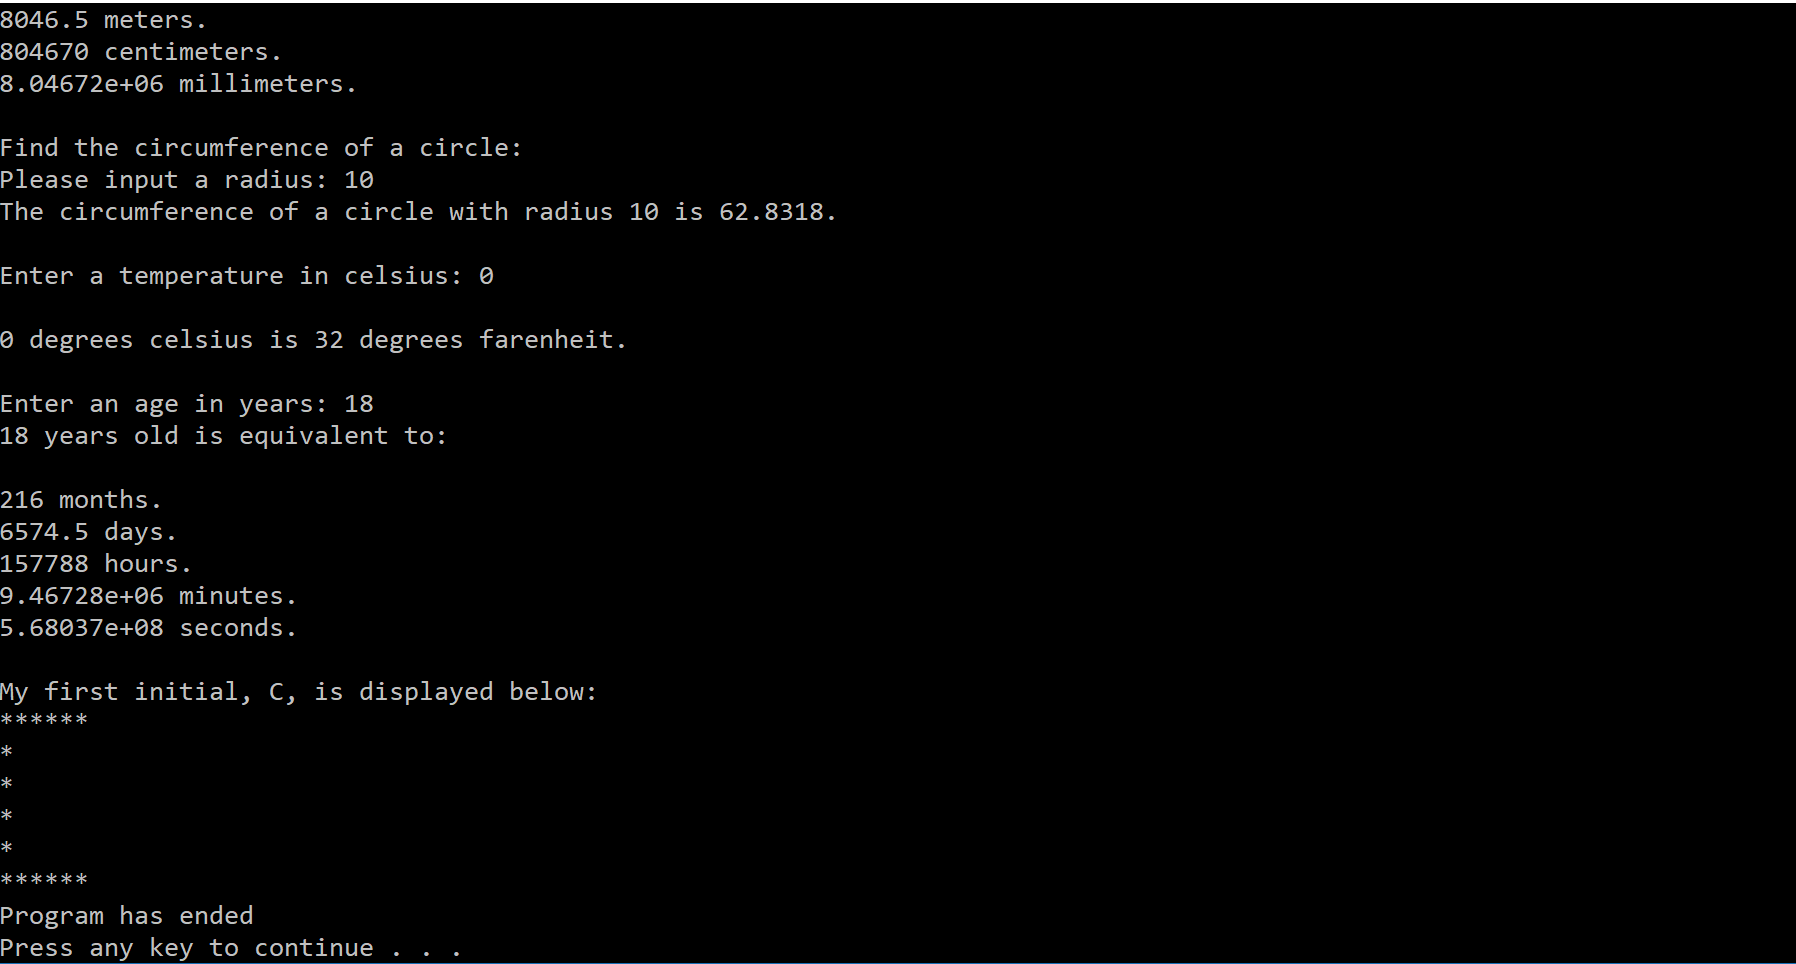 8046.5 meters.
804670 centimeters.
8.04672e+06 millimeters.

Find the circumference of a circle:
Please input a radius: 10
The circumference of a circle with radius 10 is 62.8318.

Enter a temperature in celsius: 0

0 degrees celsius is 32 degrees farenheit.

Enter an age in years: 18
18 years old is equivalent to:

216 months.
6574.5 days.
157788 hours.
9.46728e+06 minutes.
5.68037e+08 seconds.

My first initial, C, is displayed below:
******
*
*
*
*
******
Program has ended
Press any key to continue . . .